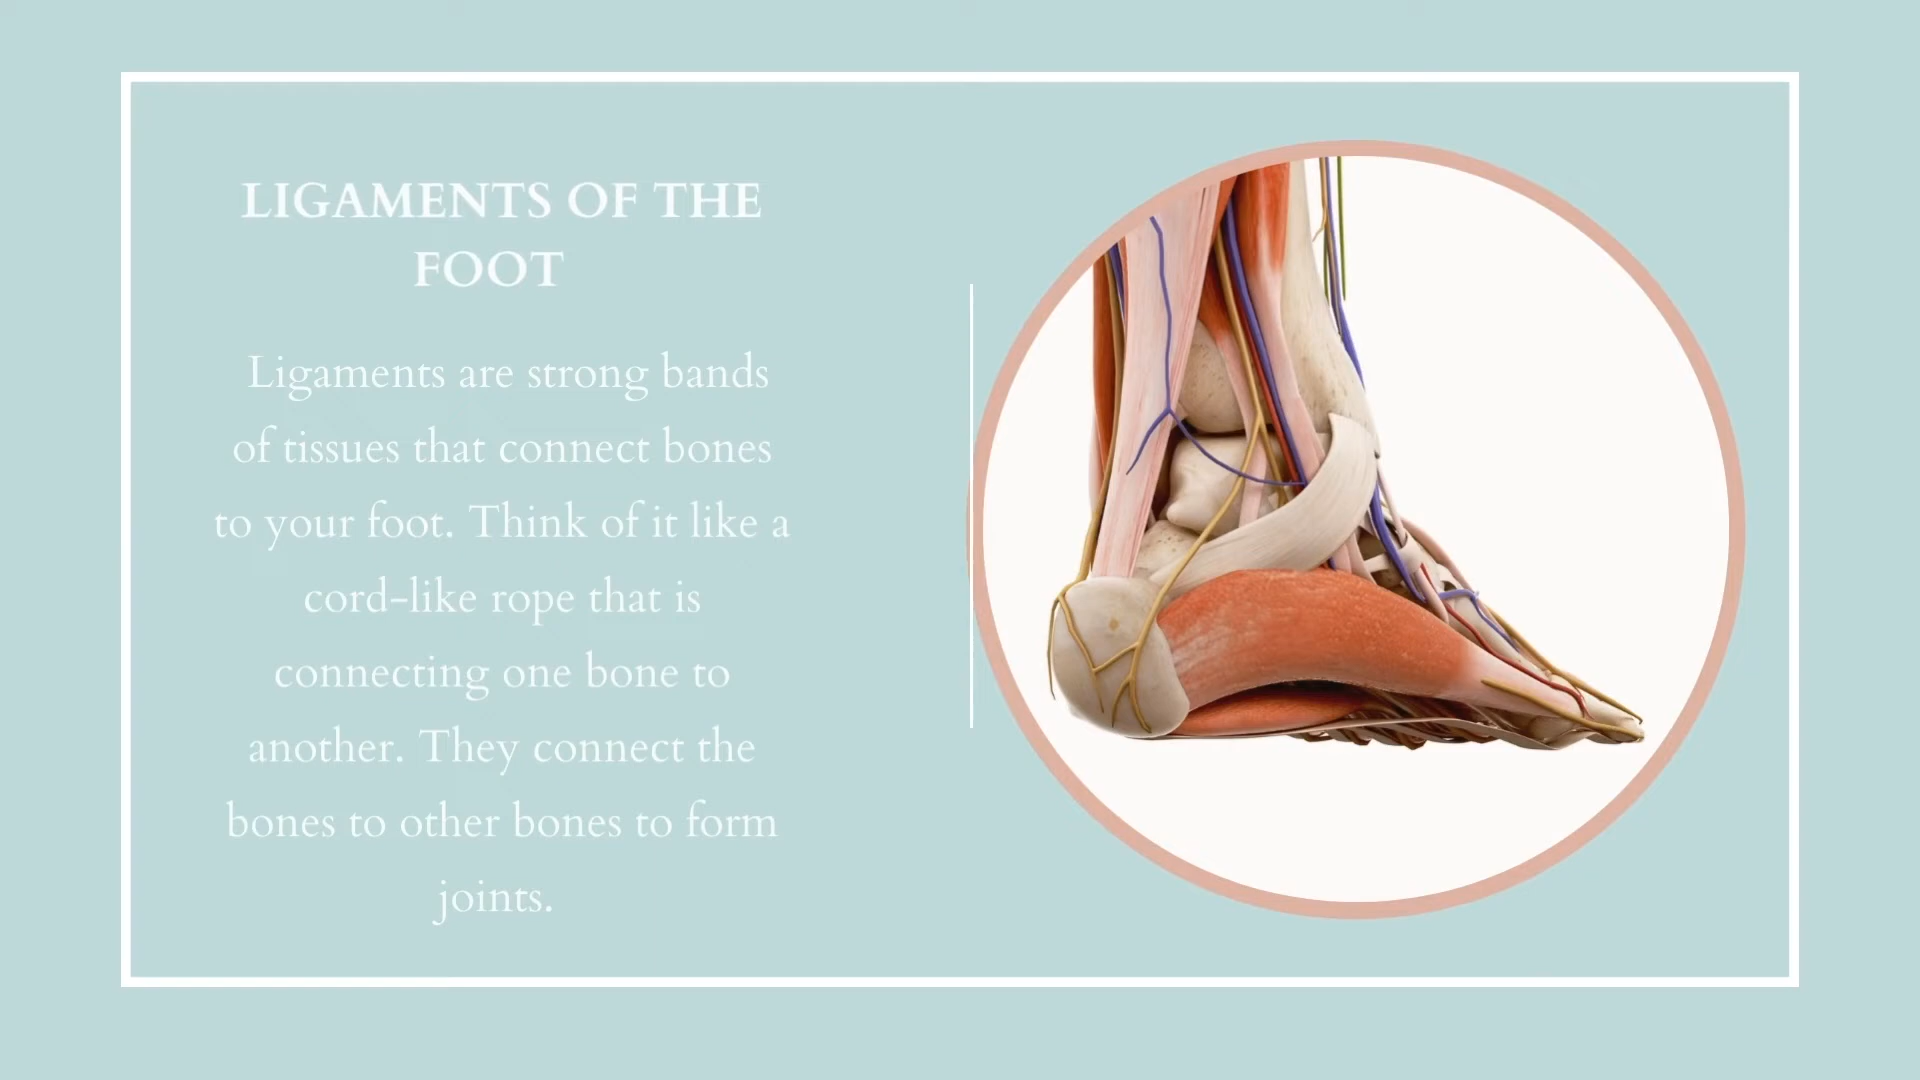 LIGAMENTS OF THE
FOOT
Ligaments are strong bands
of tissues that connect bones
to your foot. Think of it like a
cord-like rope that is
connecting one bone to
another. They connect the
bones to other bones to form
joints.